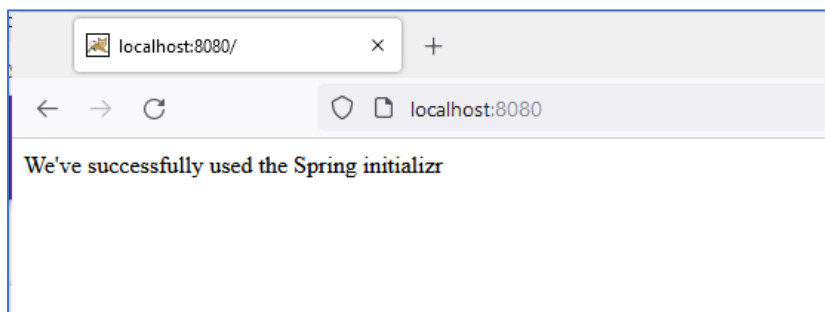 localhost:8080/
localhost:8080
We've successfully used the Spring initializr